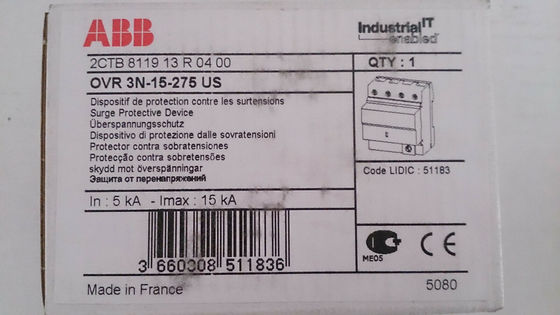 ABB
Industrial IT
enabled
2CTB 8119 13 R 04 00
QTY : 1
OVR 3N-15-275 US
Dispositif de protection contre les surtensions
Surge Protective Device
Überspannungsschutz
Dispositivo di protezione dalle sovratensioni
Protector contra sobratensiones
Protecção contra sobretensões
skydd mot överspänningar
Защита от перенапряжений
Code LIDIC : 51183
In : 5 kA - Imax : 15 kA
3 660308 511836
ME05
CE
Made in France
5080